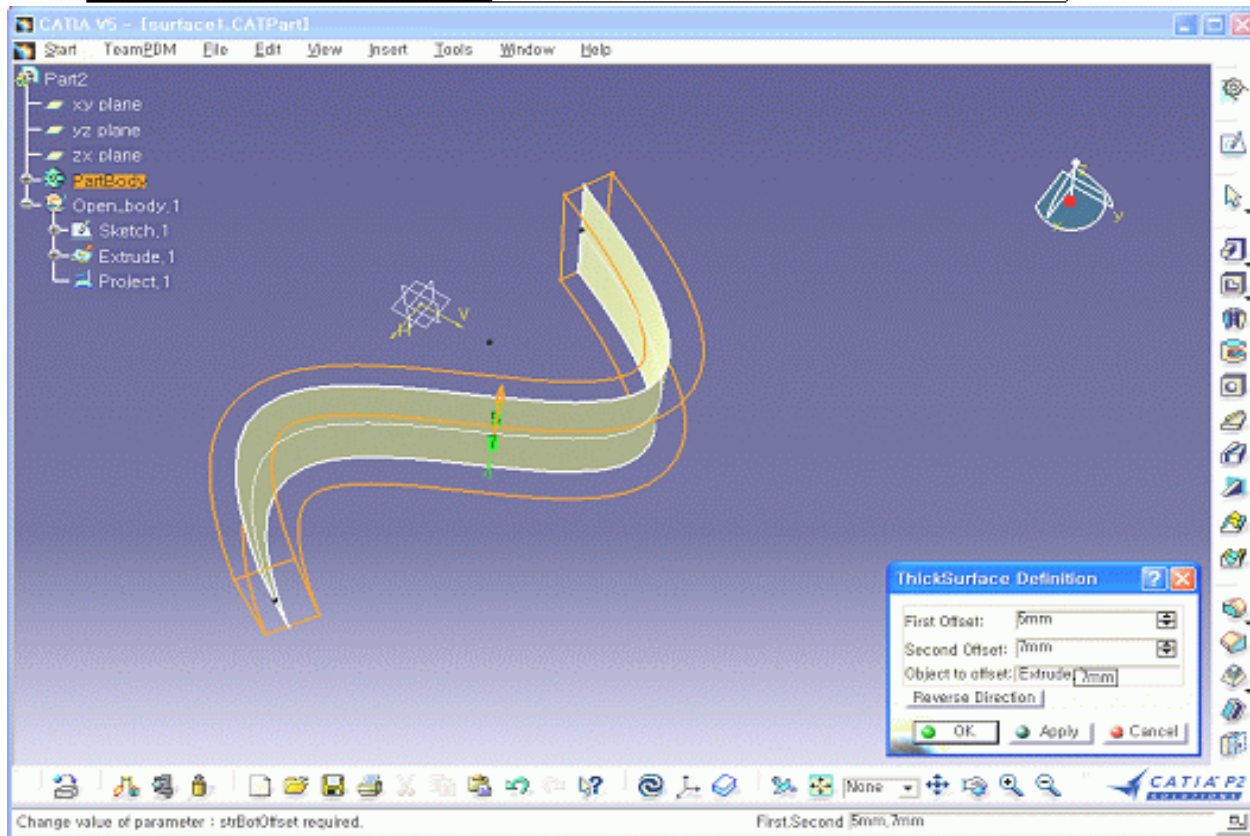 CATIA V5 - [surface1.CATPart]
Start TeamPDM File Edit View Insert Tools Window Help
Part2
xy plane
yz plane
zx plane
PartBody
Open_body.1
Sketch.1
Extrude.1
Project.1
z
y
V
H
5
7
ThickSurface Definition
First Offset: 5mm
Second Offset: 7mm
Object to offset: Extrude 7mm
Reverse Direction
OK Apply Cancel
None
CATIA P2
SOLUTIONS
Change value of parameter : strBotOffset required. First,Second 5mm,7mm